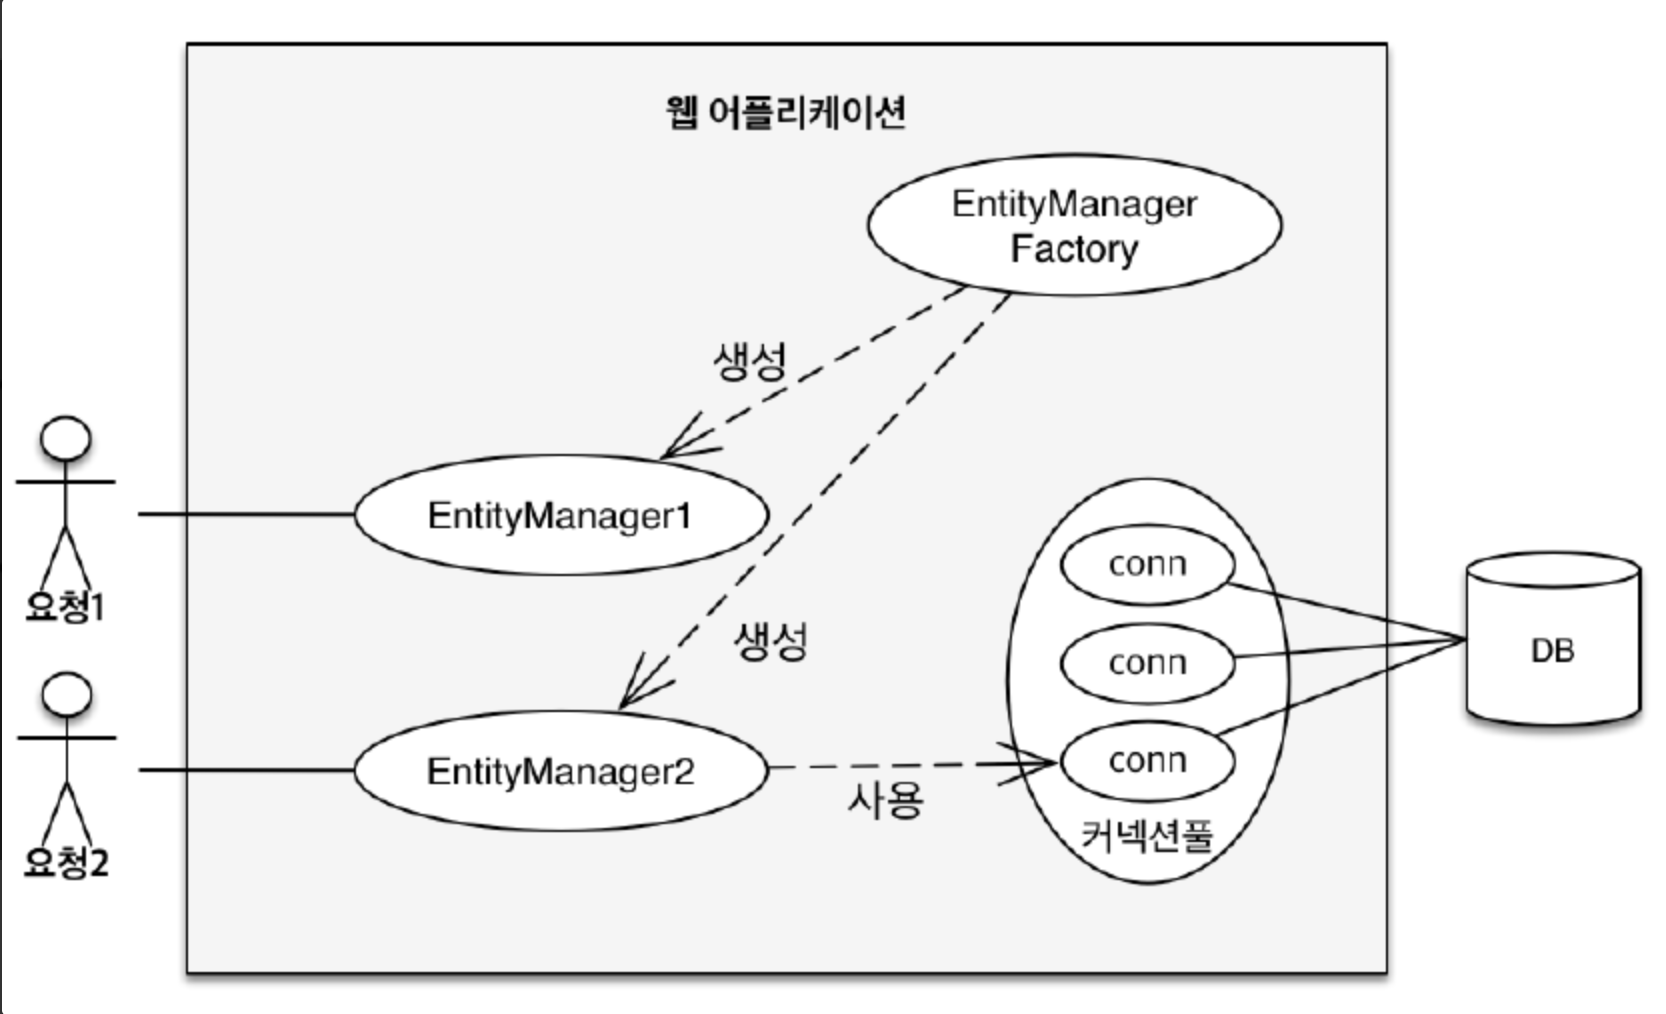 웹 어플리케이션
EntityManager
Factory
생성
EntityManager1
요청1
conn
conn
conn
커넥션풀
DB
생성
EntityManager2
사용
요청2